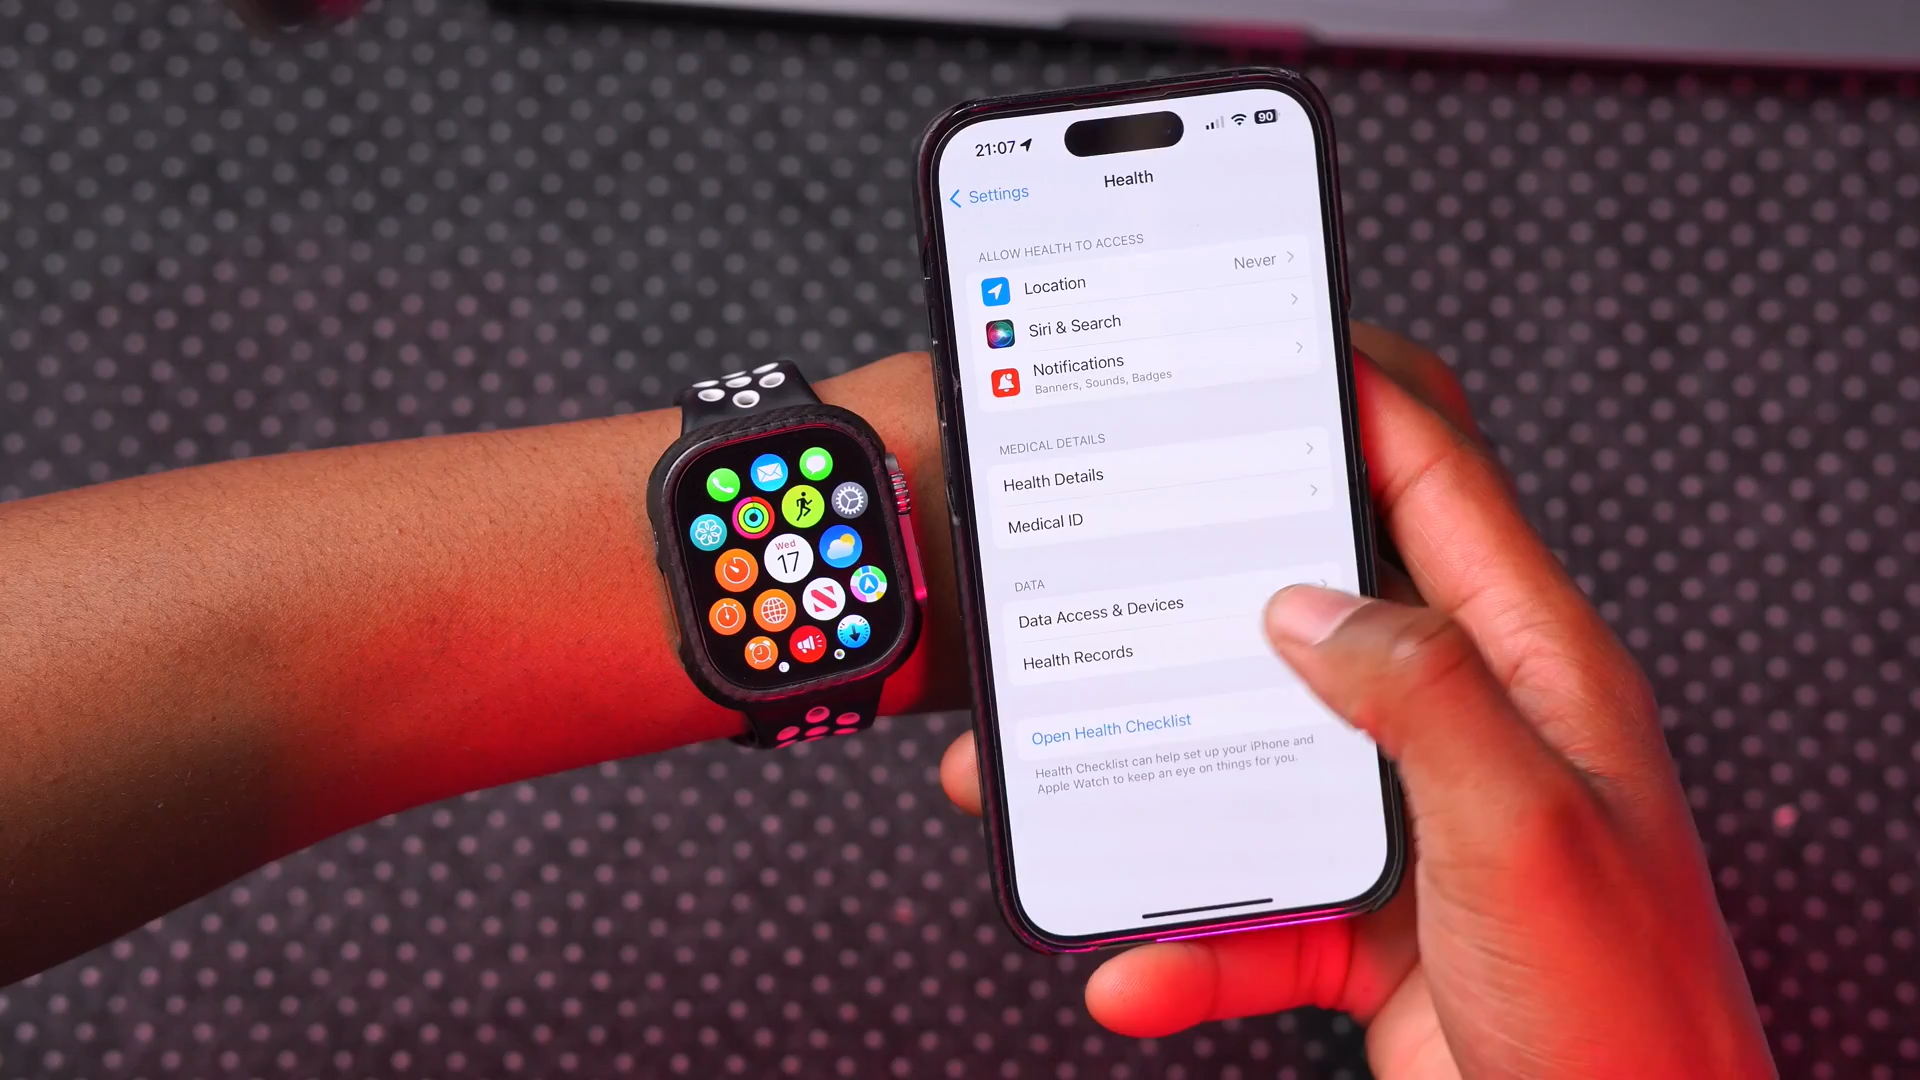 21:07
90
Settings
Health
ALLOW HEALTH TO ACCESS
Location
Never
Siri & Search
Notifications
Banners, Sounds, Badges
MEDICAL DETAILS
Health Details
Medical ID
DATA
Data Access & Devices
Health Records
Open Health Checklist
Health Checklist can help set up your iPhone and
Apple Watch to keep an eye on things for you.
Wed
17